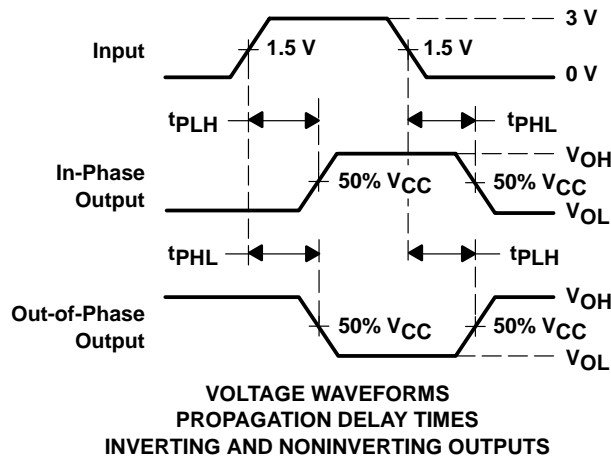 3 V
Input
1.5 V
1.5 V
0 V
tPLH
tPHL
VOH
In-Phase
Output
50% VCC
50% VCC
VOL
tPHL
tPLH
VOH
Out-of-Phase
Output
50% VCC
50% VCC
VOL
VOLTAGE WAVEFORMS
PROPAGATION DELAY TIMES
INVERTING AND NONINVERTING OUTPUTS